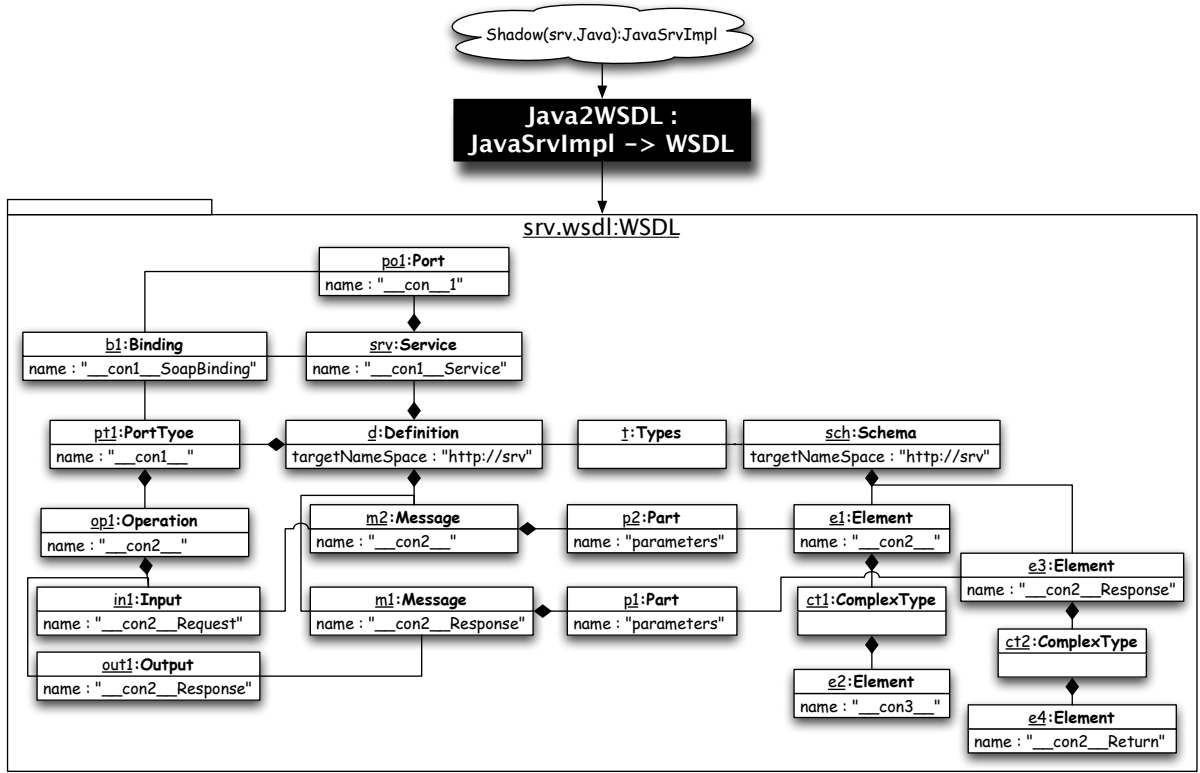 Shadow(srv.Java):JavaSrvImpl
Java2WSDL :
JavaSrvImpl -> WSDL
srv.wsdl:WSDL
po1:Port
name : "__con__1"
b1:Binding
name : "__con1__SoapBinding"
srv:Service
name : "__con1__Service"
pt1:PortTyoe
name : "__con1__"
d:Definition
targetNameSpace : "http://srv"
t:Types
sch:Schema
targetNameSpace : "http://srv"
op1:Operation
name : "__con2__"
m2:Message
name : "__con2__"
p2:Part
name : "parameters"
e1:Element
name : "__con2__"
e3:Element
name : "__con2__Response"
in1:Input
name : "__con2__Request"
m1:Message
name : "__con2__Response"
p1:Part
name : "parameters"
ct1:ComplexType
ct2:ComplexType
out1:Output
name : "__con2__Response"
e2:Element
name : "__con3__"
e4:Element
name : "__con2__Return"